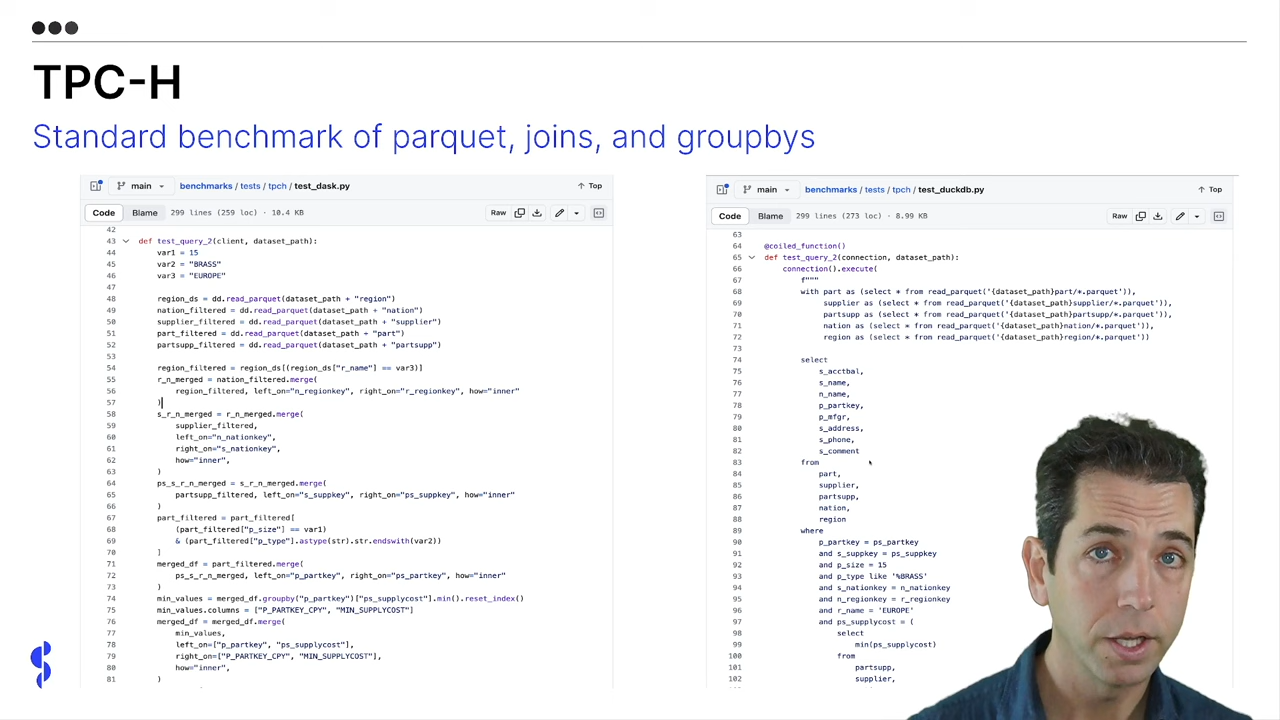 TPC-H
Standard benchmark of parquet, joins, and groupbys
main benchmarks / tests / tpch / test_dask.py Top
Code Blame 299 lines (259 loc) · 10.4 KB Raw
42
43 def test_query_2(client, dataset_path):
44 var1 = 15
45 var2 = "BRASS"
46 var3 = "EUROPE"
47
48 region_ds = dd.read_parquet(dataset_path + "region")
49 nation_filtered = dd.read_parquet(dataset_path + "nation")
50 supplier_filtered = dd.read_parquet(dataset_path + "supplier")
51 part_filtered = dd.read_parquet(dataset_path + "part")
52 partsupp_filtered = dd.read_parquet(dataset_path + "partsupp")
53
54 region_filtered = region_ds[(region_ds["r_name"] == var3)]
55 r_n_merged = nation_filtered.merge(
56 region_filtered, left_on="n_regionkey", right_on="r_regionkey", how="inner"
57 )
58 s_r_n_merged = r_n_merged.merge(
59 supplier_filtered,
60 left_on="n_nationkey",
61 right_on="s_nationkey",
62 how="inner",
63 )
64 ps_s_r_n_merged = s_r_n_merged.merge(
65 partsupp_filtered, left_on="s_suppkey", right_on="ps_suppkey", how="inner"
66 )
67 part_filtered = part_filtered[
68 (part_filtered["p_size"] == var1)
69 & (part_filtered["p_type"].astype(str).str.endswith(var2))
70 ]
71 merged_df = part_filtered.merge(
72 ps_s_r_n_merged, left_on="p_partkey", right_on="ps_partkey", how="inner"
73 )
74 min_values = merged_df.groupby("p_partkey")["ps_supplycost"].min().reset_index()
75 min_values.columns = ["P_PARTKEY_CPY", "MIN_SUPPLYCOST"]
76 merged_df = merged_df.merge(
77 min_values,
78 left_on=["p_partkey", "ps_supplycost"],
79 right_on=["P_PARTKEY_CPY", "MIN_SUPPLYCOST"],
80 how="inner",
81 )
main benchmarks / tests / tpch / test_duckdb.py Top
Code Blame 299 lines (273 loc) · 8.99 KB Raw
63
64 @coiled_function()
65 def test_query_2(connection, dataset_path):
66 connection().execute(
67 f"""
68 with part as (select * from read_parquet('{dataset_path}part/*.parquet')),
69 supplier as (select * from read_parquet('{dataset_path}supplier/*.parquet')),
70 partsupp as (select * from read_parquet('{dataset_path}partsupp/*.parquet')),
71 nation as (select * from read_parquet('{dataset_path}nation/*.parquet')),
72 region as (select * from read_parquet('{dataset_path}region/*.parquet'))
73
74 select
75 s_acctbal,
76 s_name,
77 n_name,
78 p_partkey,
79 p_mfgr,
80 s_address,
81 s_phone,
82 s_comment
83 from
84 part,
85 supplier,
86 partsupp,
87 nation,
88 region
89 where
90 p_partkey = ps_partkey
91 and s_suppkey = ps_suppkey
92 and p_size = 15
93 and p_type like '%BRASS'
94 and s_nationkey = n_nationkey
95 and n_regionkey = r_regionkey
96 and r_name = 'EUROPE'
97 and ps_supplycost = (
98 select
99 min(ps_supplycost)
100 from
101 partsupp,
102 supplier,